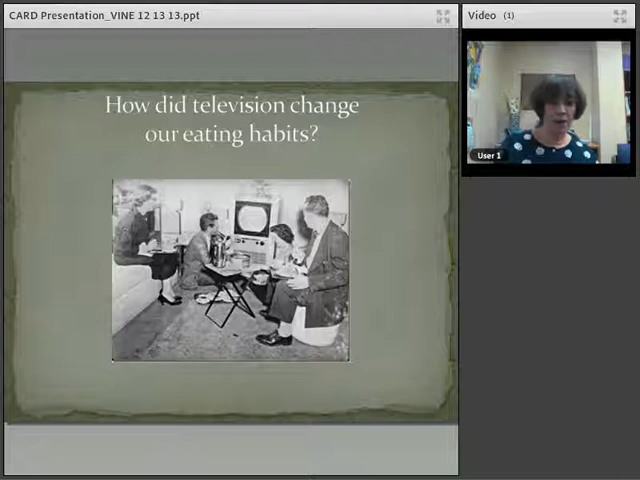 CARD Presentation_VINE 12 13 13.ppt
Video (1)
How did television change
our eating habits?
User 1